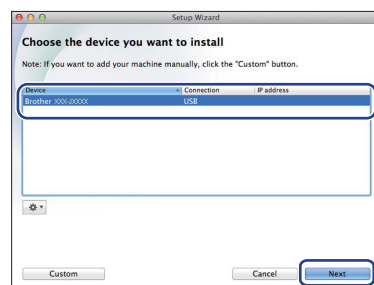 Setup Wizard
Choose the device you want to install
Note: If you want to add your machine manually, click the "Custom" button.
Device Connection IP address
Brother XXX-JXXXX USB
Custom Cancel Next